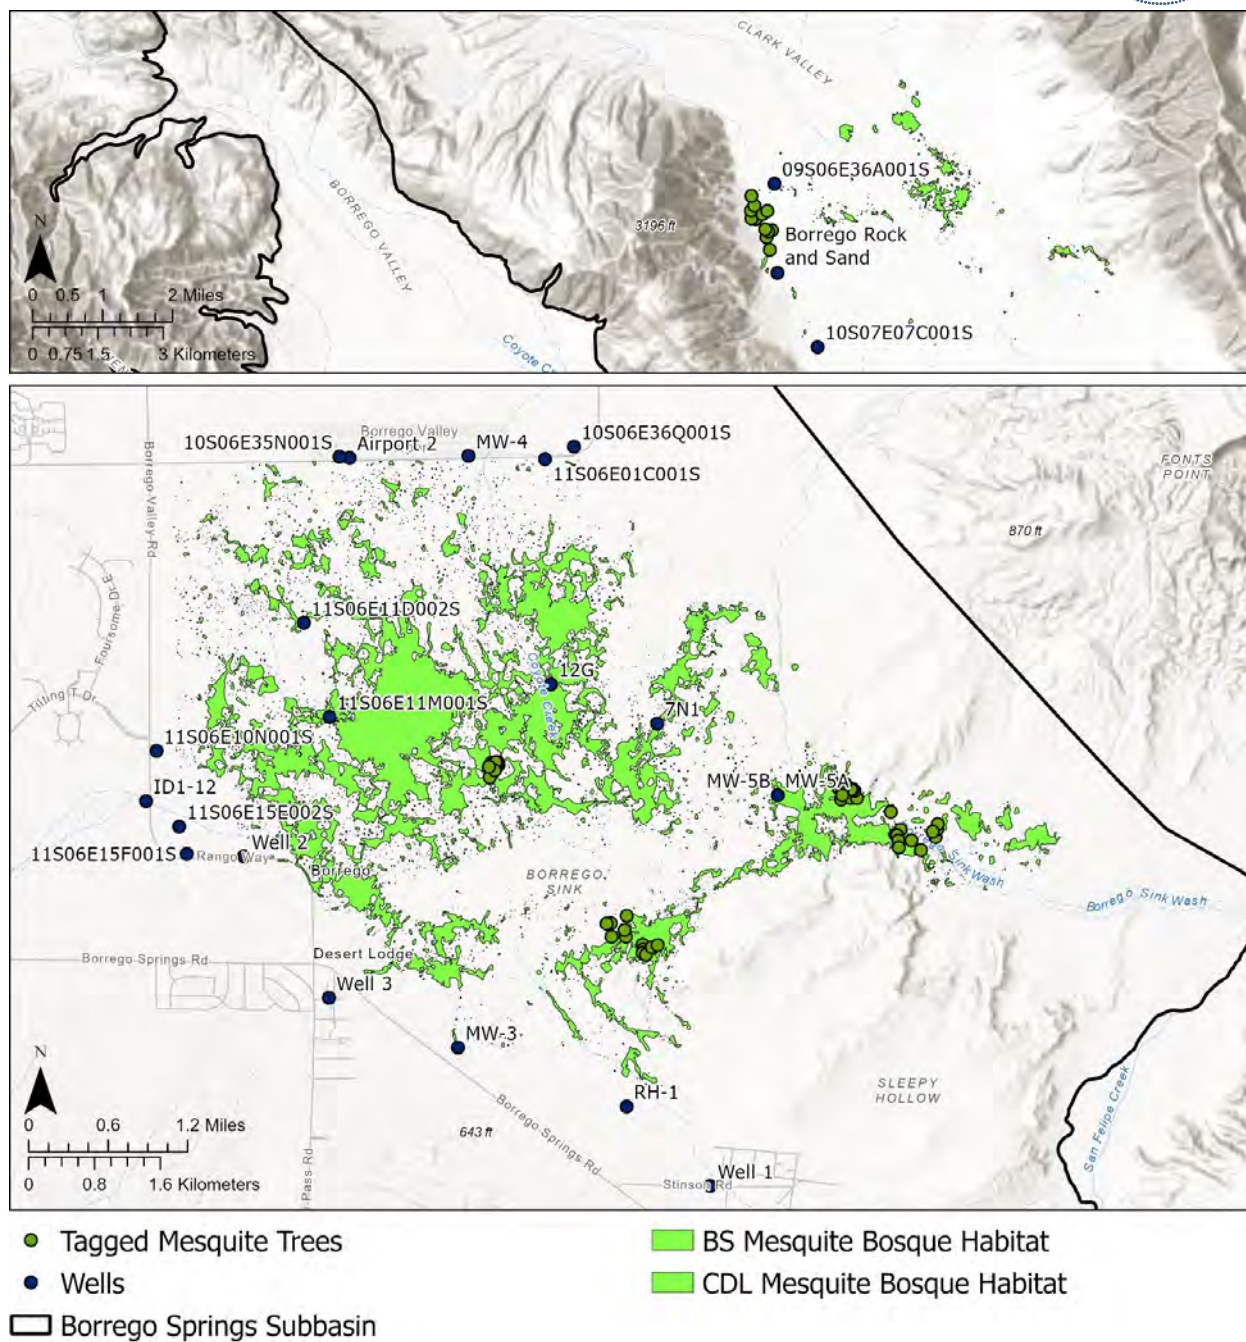 CLARK VALLEY
09S06E36A001S
BORREGO VALLEY
3196 ft
Borrego Rock
and Sand
N
0 0.5 1 2 Miles
0 0.75 1.5 3 Kilometers
10S07E07C001S
10S06E36Q001S
Borrego Valley
10S06E35N001S
Airport 2
MW-4
11S06E01C001S
Borrego Valley Rd
FONTS
POINT
870 ft
Foursome Dr
11S06E11D002S
12G
Coyote Creek
Tilting T Dr
11S06E11M001S
7N1
11S06E10N001S
MW-5B
MW-5A
ID1-12
11S06E15E002S
Well 2
11S06E15F001S
Rango Way
Borrego
BORREGO
SINK
Sink Wash
Borrego Sink Wash
Desert Lodge
Borrego Springs Rd
Well 3
MW-3
N
RH-1
SLEEPY
HOLLOW
0 0.6 1.2 Miles
643 ft
Borrego Springs Rd
San Felipe Creek
0 0.8 1.6 Kilometers
Pass Rd
Well 1
Stinson Rd
Tagged Mesquite Trees
BS Mesquite Bosque Habitat
Wells
CDL Mesquite Bosque Habitat
Borrego Springs Subbasin